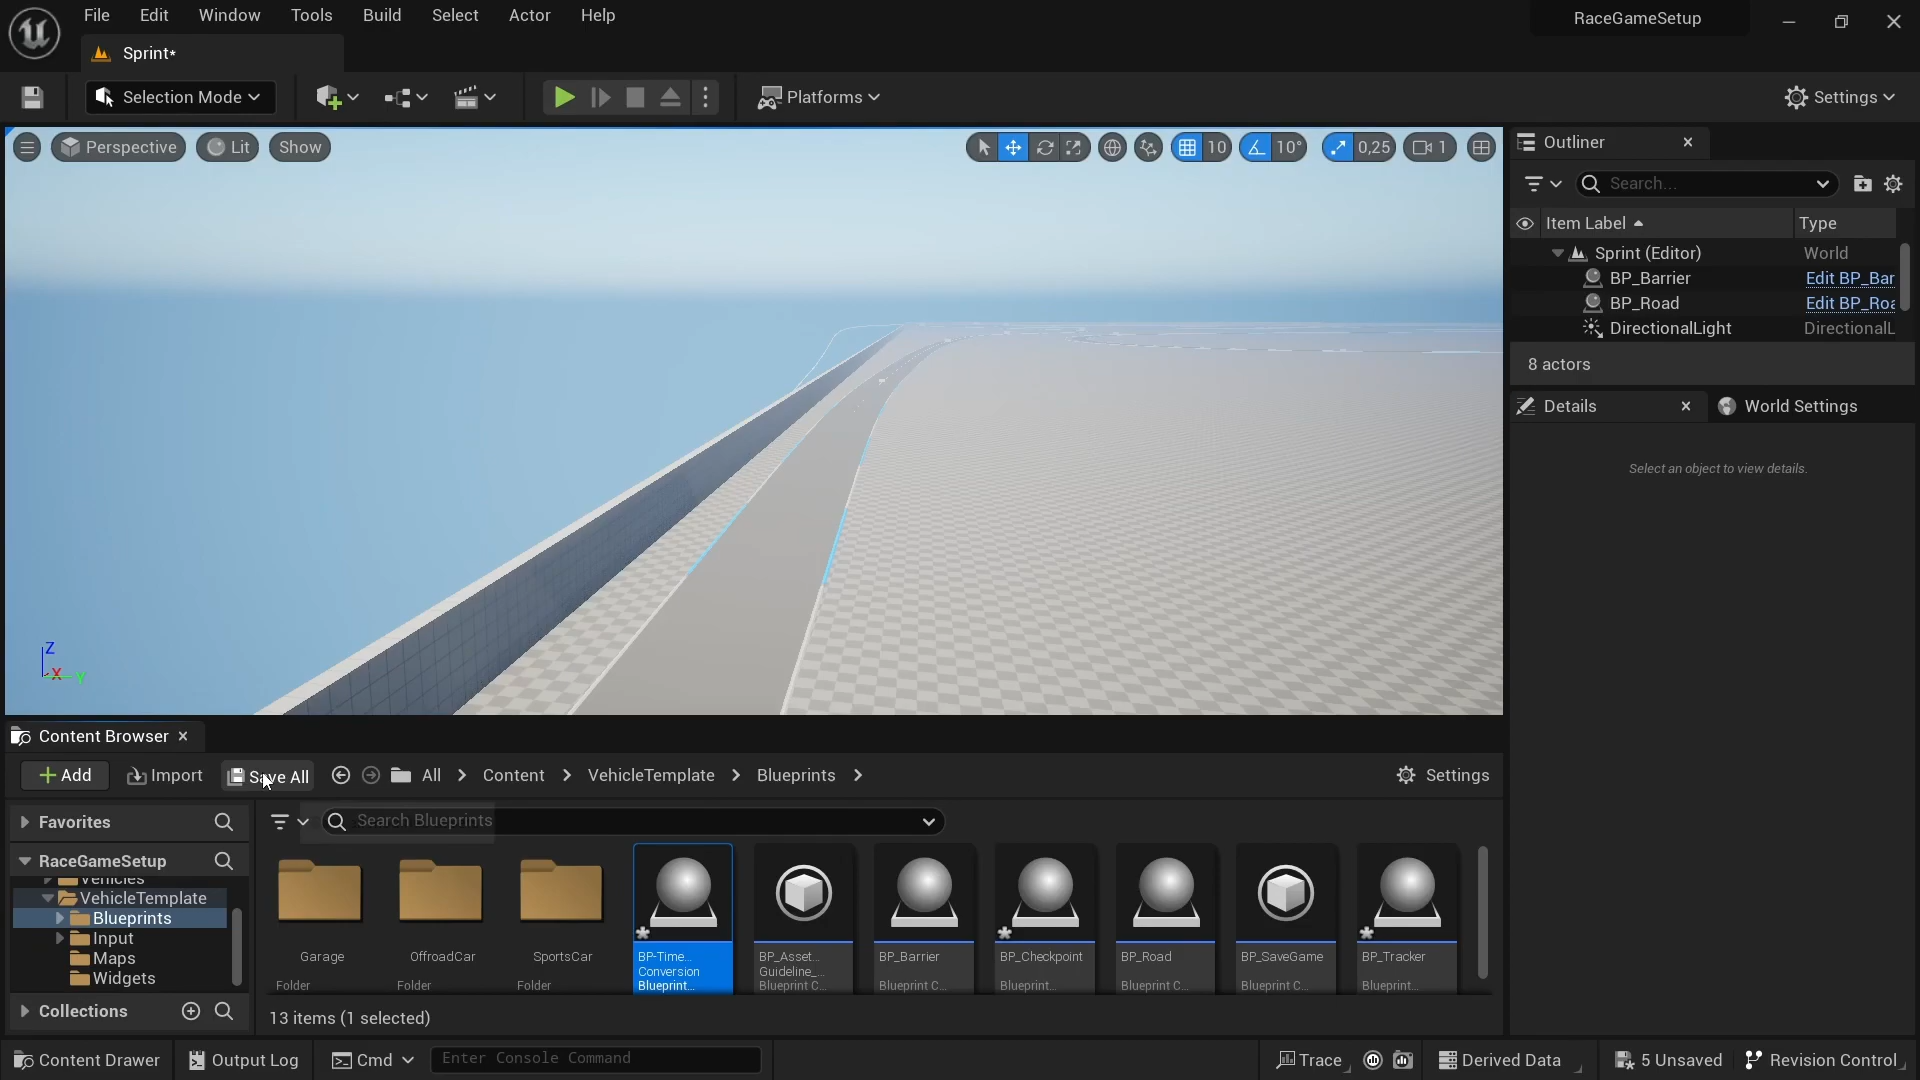 File Edit Window Tools Build Select Actor Help
RaceGameSetup
Sprint*
Selection Mode
Platforms
Settings
Perspective
Lit
Show
10
10°
0,25
1
Z
X
Y
Outliner
Search...
Item Label
Type
Sprint (Editor)
World
BP_Barrier
Edit BP_Bar
BP_Road
Edit BP_Roa
DirectionalLight
DirectionalL
8 actors
Details
World Settings
Select an object to view details.
Content Browser
Add
Import
Save All
All
Content
VehicleTemplate
Blueprints
Settings
Favorites
Search Blueprints
RaceGameSetup
Vehicles
VehicleTemplate
Blueprints
Input
Maps
Widgets
Collections
Garage
Folder
OffroadCar
Folder
SportsCar
Folder
BP-Time...
Conversion
Blueprint...
BP_Asset...
Guideline_...
Blueprint C...
BP_Barrier
Blueprint C...
BP_Checkpoint
Blueprint...
BP_Road
Blueprint C...
BP_SaveGame
Blueprint C...
BP_Tracker
Blueprint...
13 items (1 selected)
Content Drawer
Output Log
Cmd
Enter Console Command
Trace
Derived Data
5 Unsaved
Revision Control